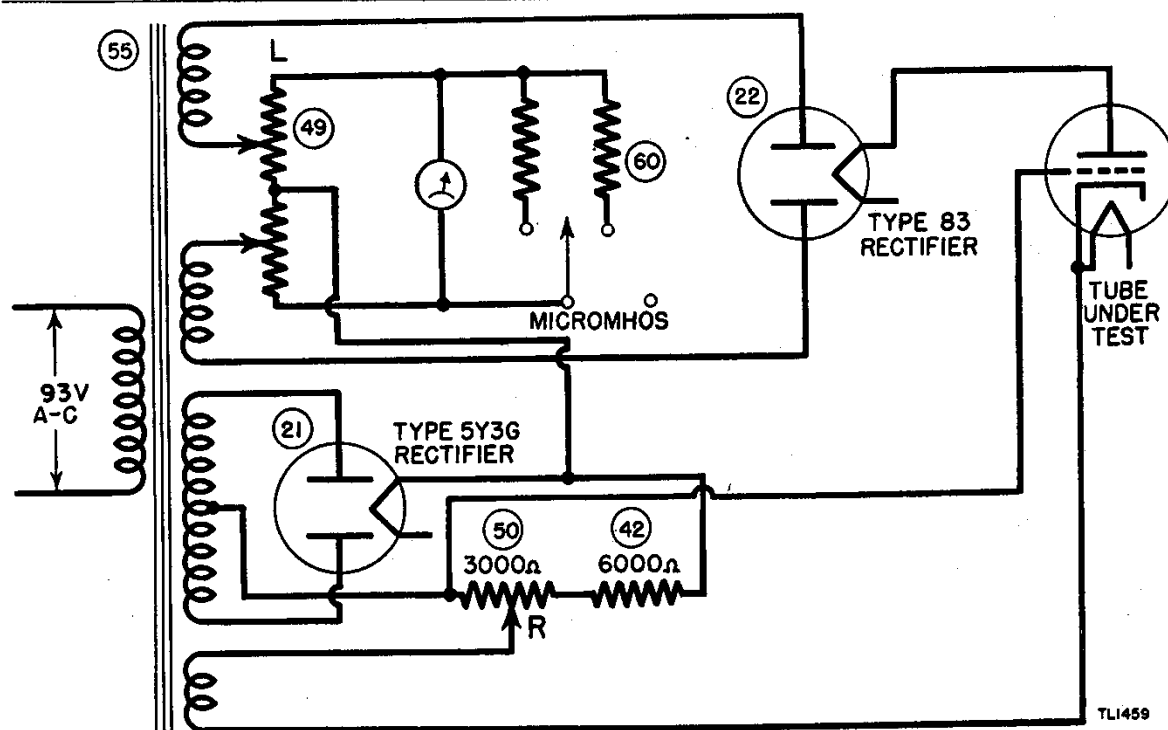 55
L
49
60
22
TYPE 83
RECTIFIER
TUBE
UNDER
TEST
MICROMHOS
93V
A-C
21
TYPE 5Y3G
RECTIFIER
50
3000Ω
42
6000Ω
R
TL1459